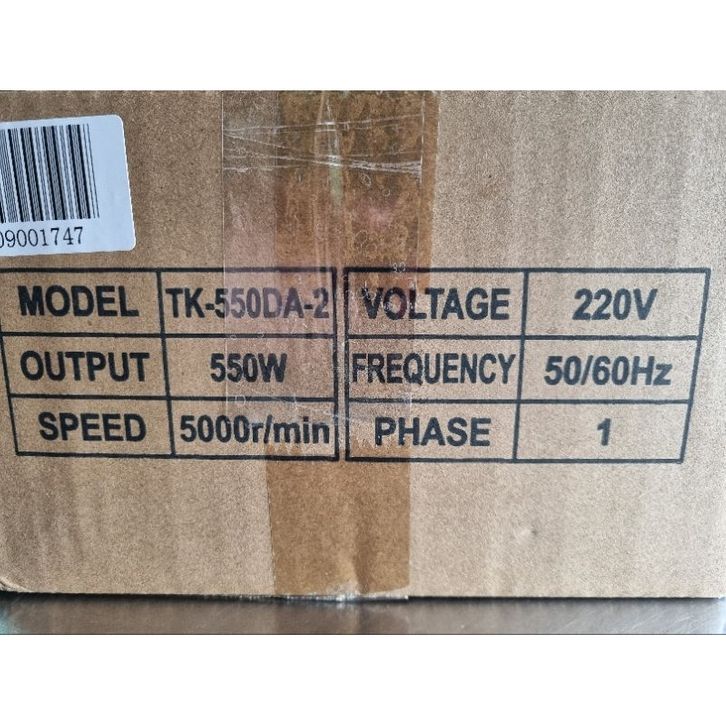 09001747
MODEL TK-550DA-2 VOLTAGE 220V
OUTPUT 550W FREQUENCY 50/60Hz
SPEED 5000r/min PHASE 1